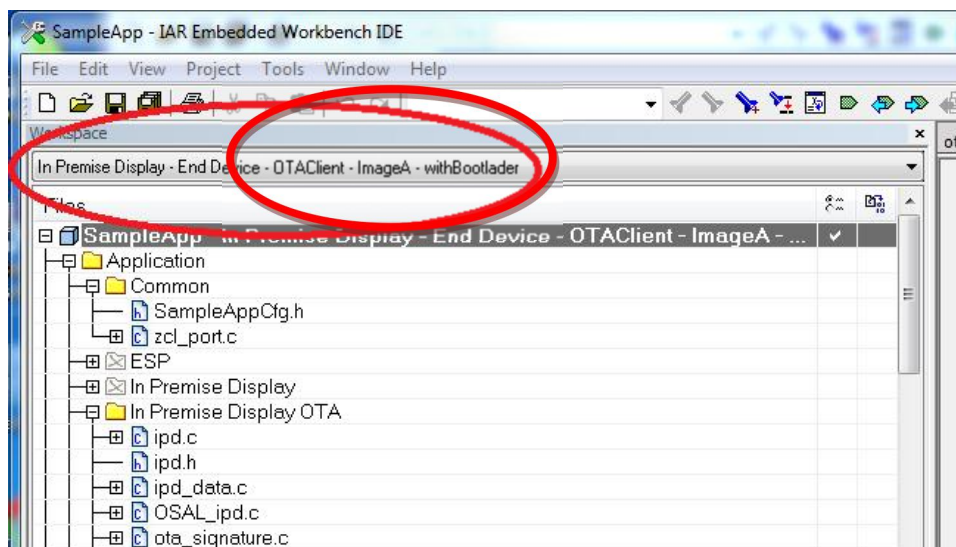 SampleApp - IAR Embedded Workbench IDE
File Edit View Project Tools Window Help
Workspace
In Premise Display - End Device - OTAClient - ImageA - withBootlader
Files
SampleApp - In Premise Display - End Device - OTAClient - ImageA - ...
Application
Common
SampleAppCfg.h
zcl_port.c
ESP
In Premise Display
In Premise Display OTA
ipd.c
ipd.h
ipd_data.c
OSAL_ipd.c
ota_signature.c